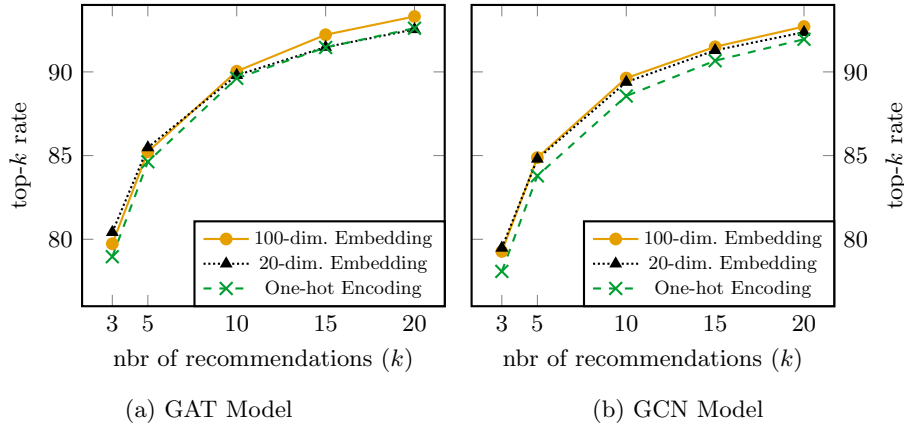 90
85
80
top-k rate
100-dim. Embedding
20-dim. Embedding
One-hot Encoding
3 5 10 15 20
nbr of recommendations (k)
(a) GAT Model
90
85
80
top-k rate
100-dim. Embedding
20-dim. Embedding
One-hot Encoding
3 5 10 15 20
nbr of recommendations (k)
(b) GCN Model